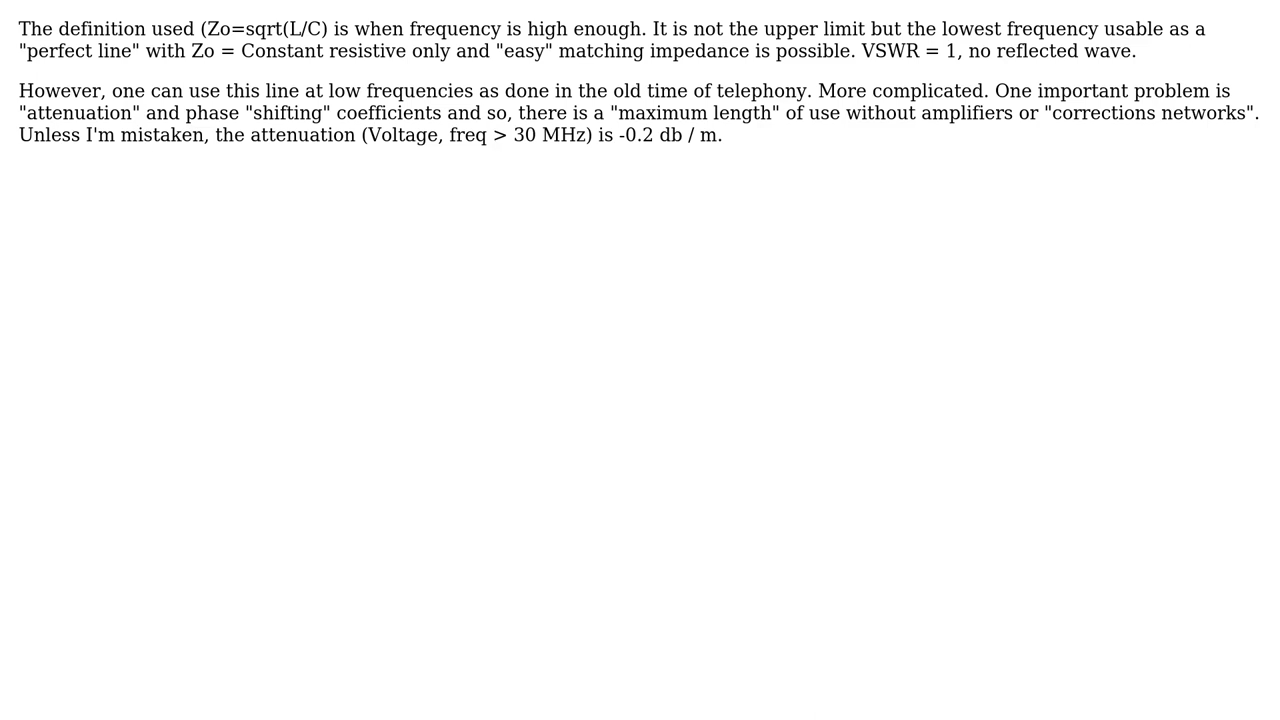 The definition used (Zo=sqrt(L/C) is when frequency is high enough. It is not the upper limit but the lowest frequency usable as a
"perfect line" with Zo = Constant resistive only and "easy" matching impedance is possible. VSWR = 1, no reflected wave.
However, one can use this line at low frequencies as done in the old time of telephony. More complicated. One important problem is
"attenuation" and phase "shifting" coefficients and so, there is a "maximum length" of use without amplifiers or "corrections networks".
Unless I'm mistaken, the attenuation (Voltage, freq > 30 MHz) is -0.2 db / m.